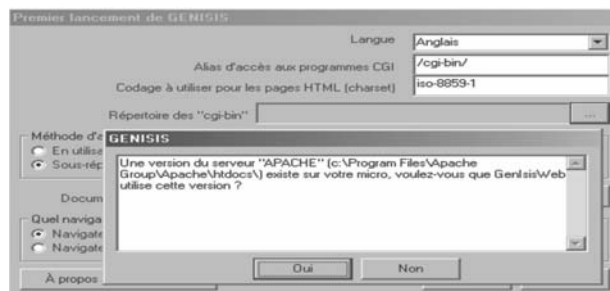 Premier lancement de GENISIS
Langue
Anglais
Alias d'accès aux programmes CGI
/cgi-bin/
Codage à utiliser pour les pages HTML (charset)
iso-8859-1
Répertoire des "cgi-bin"
...
Méthode d'a
En utilisa
Sous-rép
Docum
Quel naviga
Navigate
Navigate
À propos
GENISIS
Une version du serveur "APACHE" (c:\Program Files\Apache
Group\Apache\htdocs\) existe sur votre micro, voulez-vous que GenIsisWeb
utilise cette version ?
Oui
Non